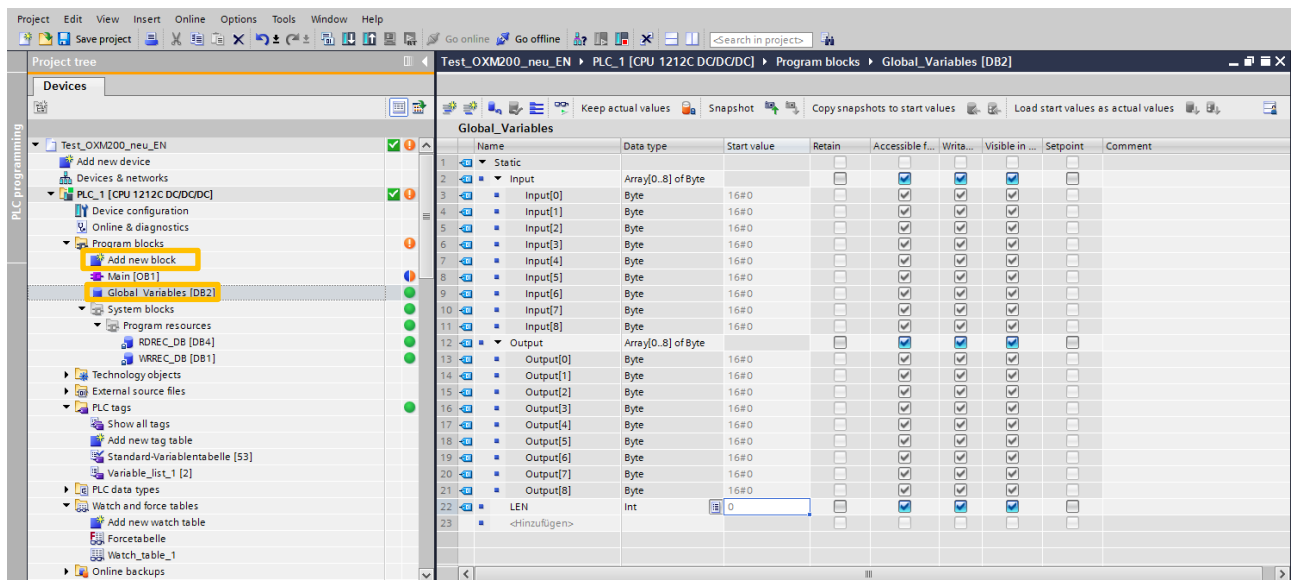 Project Edit View Insert Online Options Tools Window Help
Save project Go online Go offline <Search in project>
Project tree
Test_OXM200_neu_EN ▸ PLC_1 [CPU 1212C DC/DC/DC] ▸ Program blocks ▸ Global_Variables [DB2]
Devices
PLC programming
Test_OXM200_neu_EN
Add new device
Devices & networks
PLC_1 [CPU 1212C DC/DC/DC]
Device configuration
Online & diagnostics
Program blocks
Add new block
Main [OB1]
Global_Variables [DB2]
System blocks
Program resources
RDREC_DB [DB4]
WRREC_DB [DB1]
Technology objects
External source files
PLC tags
Show all tags
Add new tag table
Standard-Variablentabelle [53]
Variable_list_1 [2]
PLC data types
Watch and force tables
Add new watch table
Forcetabelle
Watch_table_1
Online backups
Keep actual values Snapshot Copy snapshots to start values Load start values as actual values
Global_Variables
Name Data type Start value Retain Accessible f... Writa... Visible in ... Setpoint Comment
1 Static
2 Input Array[0..8] of Byte
3 Input[0] Byte 16#0
4 Input[1] Byte 16#0
5 Input[2] Byte 16#0
6 Input[3] Byte 16#0
7 Input[4] Byte 16#0
8 Input[5] Byte 16#0
9 Input[6] Byte 16#0
10 Input[7] Byte 16#0
11 Input[8] Byte 16#0
12 Output Array[0..8] of Byte
13 Output[0] Byte 16#0
14 Output[1] Byte 16#0
15 Output[2] Byte 16#0
16 Output[3] Byte 16#0
17 Output[4] Byte 16#0
18 Output[5] Byte 16#0
19 Output[6] Byte 16#0
20 Output[7] Byte 16#0
21 Output[8] Byte 16#0
22 LEN Int 0
23 <Hinzufügen>